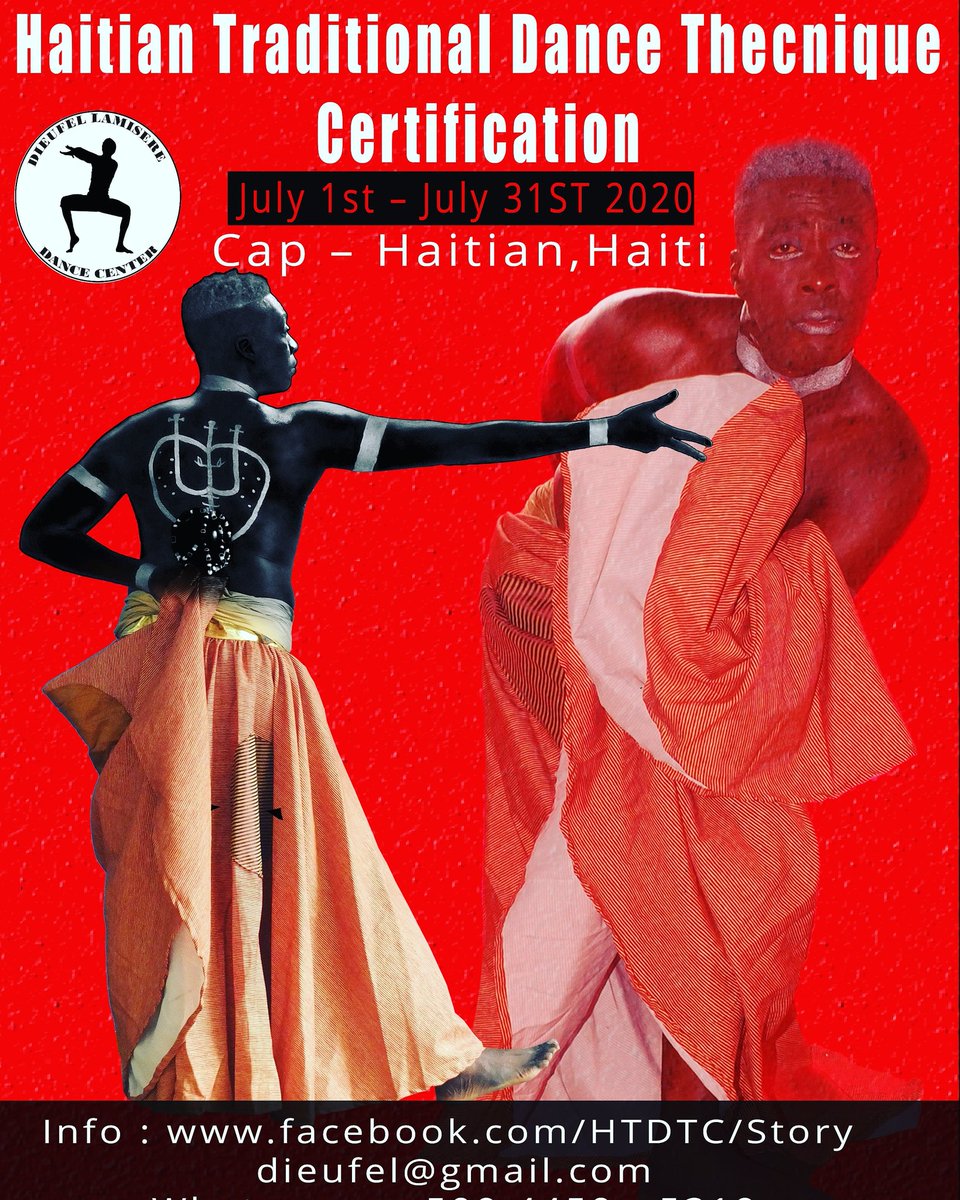 Haitian Traditional Dance Thecnique
Certification
DIEUFEL LAMISERE
DANCE CENTER
July 1st – July 31ST 2020
Cap – Haitian,Haiti
Info : www.facebook.com/HTDTC/Story
dieufel@gmail.com